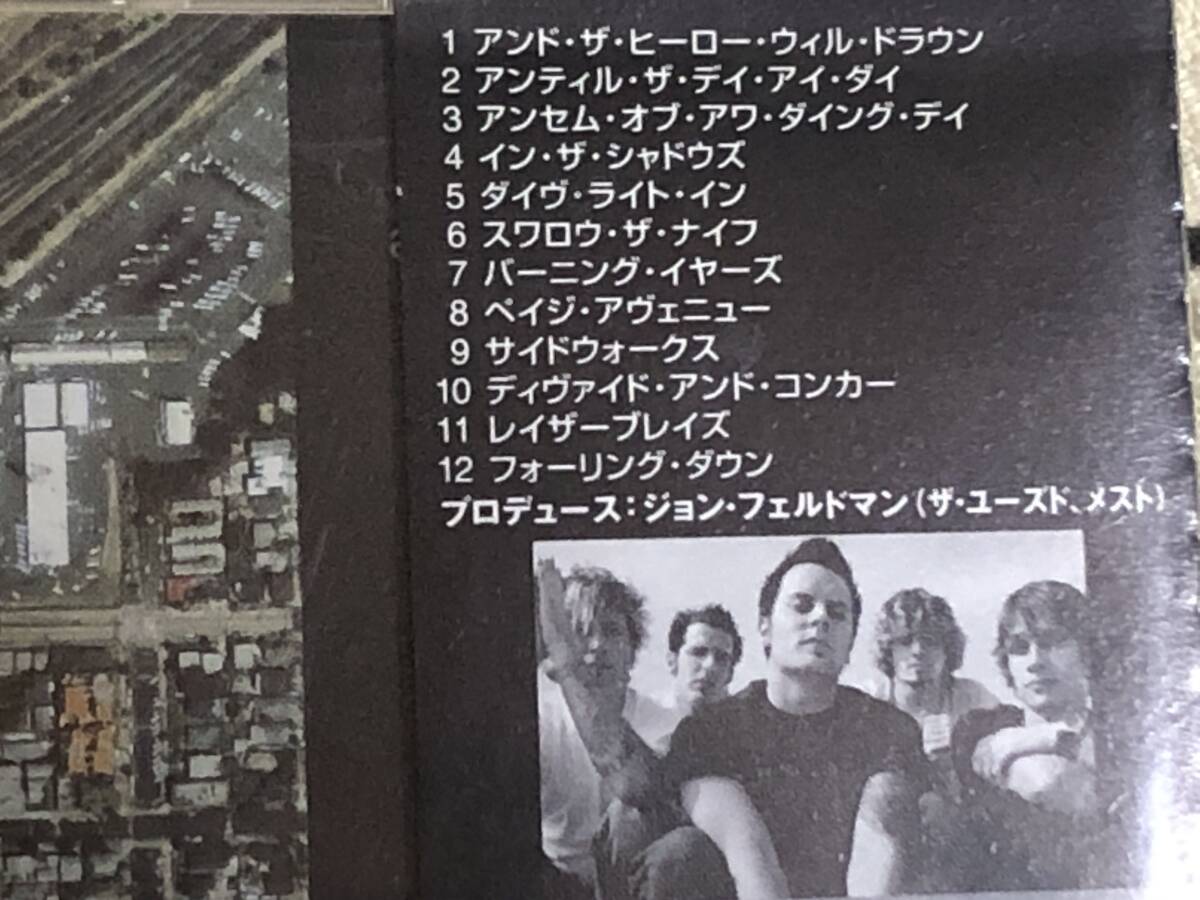 1 アンド・ザ・ヒーロー・ウィル・ドラウン
2 アンティル・ザ・デイ・アイ・ダイ
3 アンセム・オブ・アワ・ダイング・デイ
4 イン・ザ・シャドウズ
5 ダイヴ・ライト・イン
6 スワロウ・ザ・ナイフ
7 バーニング・イヤーズ
8 ペイジ・アヴェニュー
9 サイドウォークス
10 ディヴァイド・アンド・コンカー
11 レイザーブレイズ
12 フォーリング・ダウン
プロデュース：ジョン・フェルドマン（ザ・ユーズド、メスト）